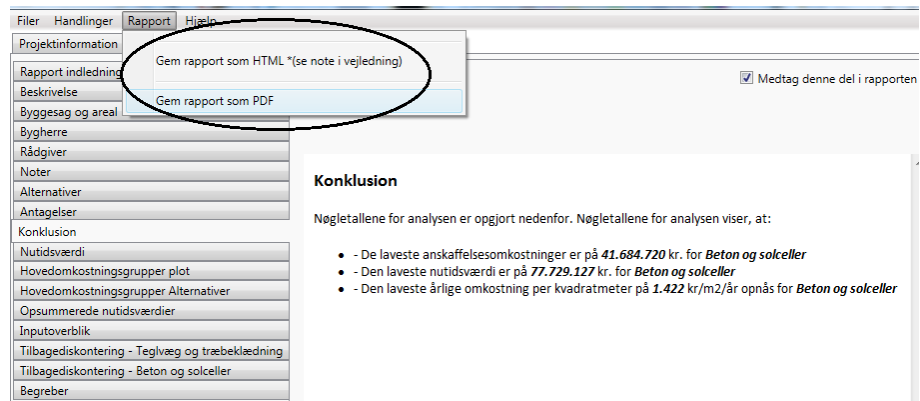 Filer Handlinger Rapport Hjælp
Projektinformation
Gem rapport som HTML *(se note i vejledning)
Gem rapport som PDF
Medtag denne del i rapporten
Rapport indledning
Beskrivelse
Byggesag og areal
Bygherre
Rådgiver
Noter
Alternativer
Antagelser
Konklusion
Nutidsværdi
Hovedomkostningsgrupper plot
Hovedomkostningsgrupper Alternativer
Opsummerede nutidsværdier
Inputoverblik
Tilbagediskontering - Teglvæg og træbeklædning
Tilbagediskontering - Beton og solceller
Begreber
Konklusion
Nøgletallene for analysen er opgjort nedenfor. Nøgletallene for analysen viser, at:
• - De laveste anskaffelsesomkostninger er på 41.684.720 kr. for Beton og solceller
• - Den laveste nutidsværdi er på 77.729.127 kr. for Beton og solceller
• - Den laveste årlige omkostning per kvadratmeter på 1.422 kr/m2/år opnås for Beton og solceller